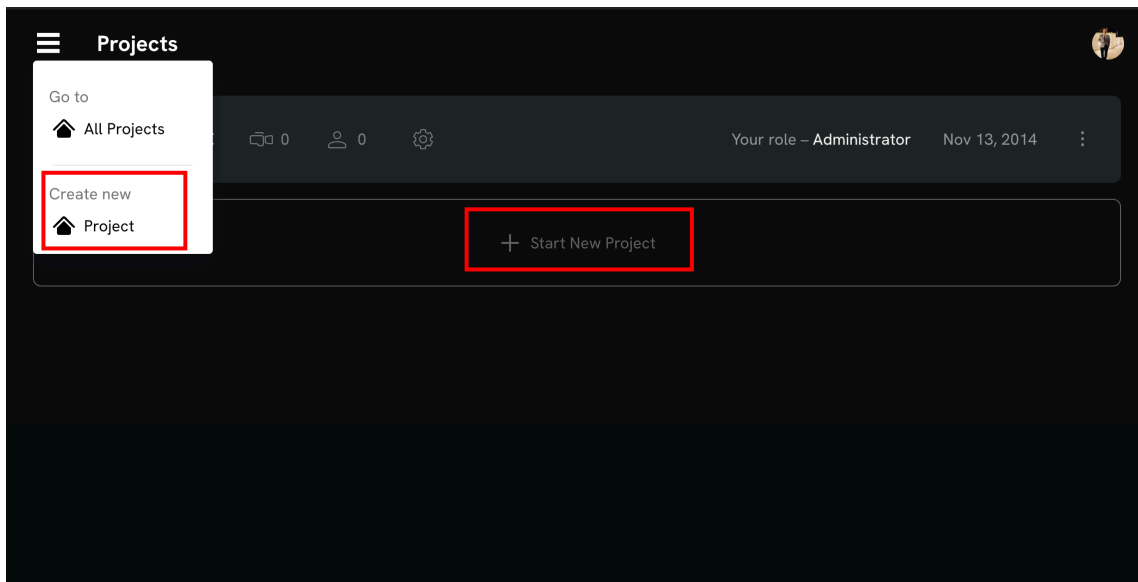 Projects
Go to
All Projects
0
0
Your role – Administrator
Nov 13, 2014
Create new
Project
Start New Project